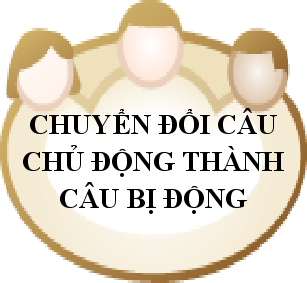 CHUYỂN ĐỔI CÂU
CHỦ ĐỘNG THÀNH
CÂU BỊ ĐỘNG